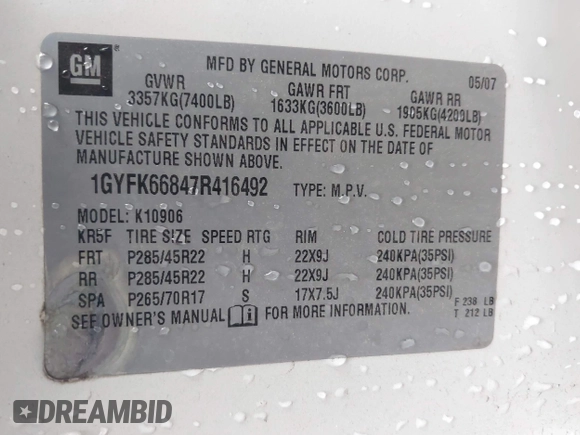 GM
MFD BY GENERAL MOTORS CORP. 05/07
GVWR GAWR FRT GAWR RR
3357KG(7400LB) 1633KG(3600LB) 1905KG(4200LB)
THIS VEHICLE CONFORMS TO ALL APPLICABLE U.S. FEDERAL MOTOR
VEHICLE SAFETY STANDARDS IN EFFECT ON THE DATE OF
MANUFACTURE SHOWN ABOVE.
1GYFK66847R416492 TYPE: M.P.V.
MODEL: K10906
KR5F TIRE SIZE SPEED RTG RIM COLD TIRE PRESSURE
FRT P285/45R22 H 22X9J 240KPA(35PSI)
RR P285/45R22 H 22X9J 240KPA(35PSI)
SPA P265/70R17 S 17X7.5J 240KPA(35PSI)
F 238 LB
T 212 LB
SEE OWNER'S MANUAL FOR MORE INFORMATION.
DREAMBID